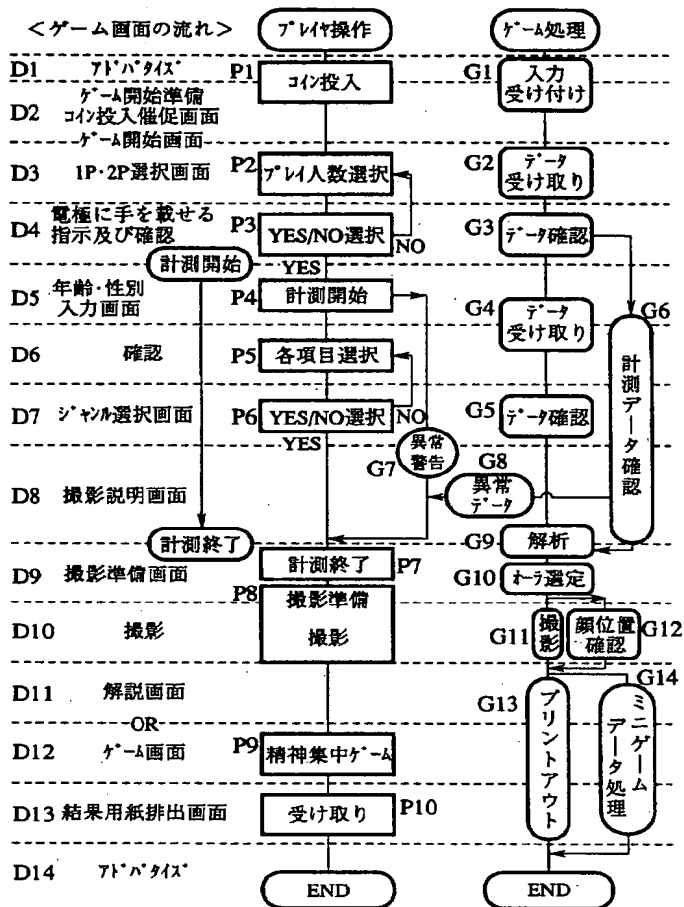 ＜ゲーム画面の流れ＞ プレイヤ操作 ゲーム処理
D1 アドバタイズ P1 コイン投入 G1 入力
受け付け
ゲーム開始準備
D2 コイン投入催促画面
ゲーム開始画面
D3 1P・2P選択画面 P2 プレイ人数選択 G2 データ
受け取り
D4 電極に手を載せる
指示及び確認 P3 YES/NO選択 NO G3 データ確認
計測開始 YES
D5 年齢・性別
入力画面 P4 計測開始 G4 データ
受け取り G6 計測データ確認
D6 確認 P5 各項目選択
D7 ジャンル選択画面 P6 YES/NO選択 NO G5 データ確認
YES
G7 異常
警告
D8 撮影説明画面 G8 異常
データ
計測終了 G9 解析
D9 撮影準備画面 計測終了 P7 G10 オーラ選定
P8 撮影準備
D10 撮影 撮影 G11 撮影 顔位置
確認 G12
D11 解説画面 G13 プリントアウト G14 ミニゲーム
データ処理
OR
D12 ゲーム画面 P9 精神集中ゲーム
D13 結果用紙排出画面 受け取り P10
D14 アドバタイズ
END END